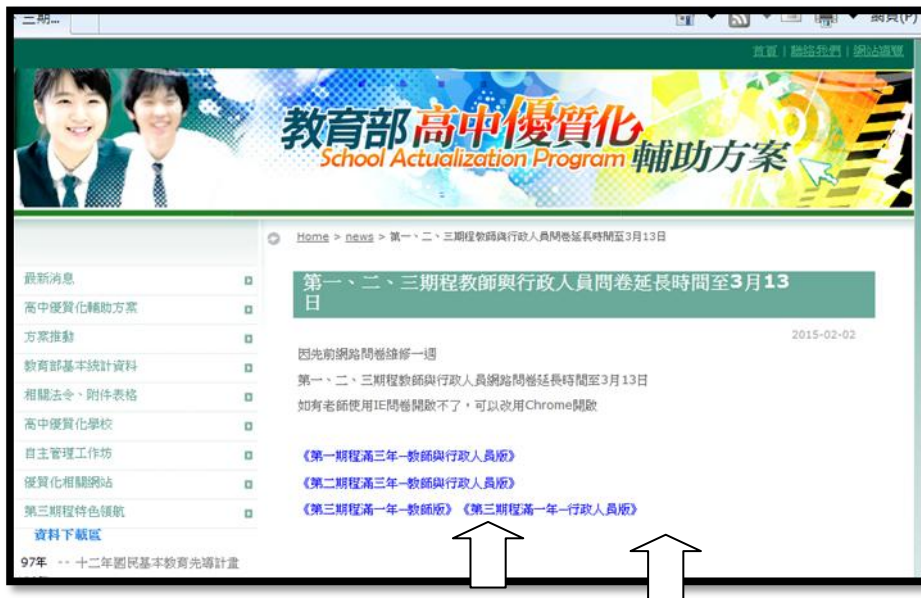 三期...
網頁(P)
首頁 | 聯絡我們 | 網站導覽
教育部高中優質化輔助方案
School Actualization Program
Home > news > 第一、二、三期程教師與行政人員問卷延長時間至3月13日
第一、二、三期程教師與行政人員問卷延長時間至3月13
日
2015-02-02
因先前網路問卷維修一週
第一、二、三期程教師與行政人員網路問卷延長時間至3月13日
如有老師使用IE問卷開啟不了，可以改用Chrome開啟
《第一期程滿三年—教師與行政人員版》
《第二期程滿三年—教師與行政人員版》
《第三期程滿一年—教師版》《第三期程滿一年—行政人員版》
最新消息
高中優質化輔助方案
方案推動
教育部基本統計資料
相關法令、附件表格
高中優質化學校
自主管理工作坊
優質化相關網站
第三期程特色領航
資料下載區
97年 -- 十二年國民基本教育先導計畫